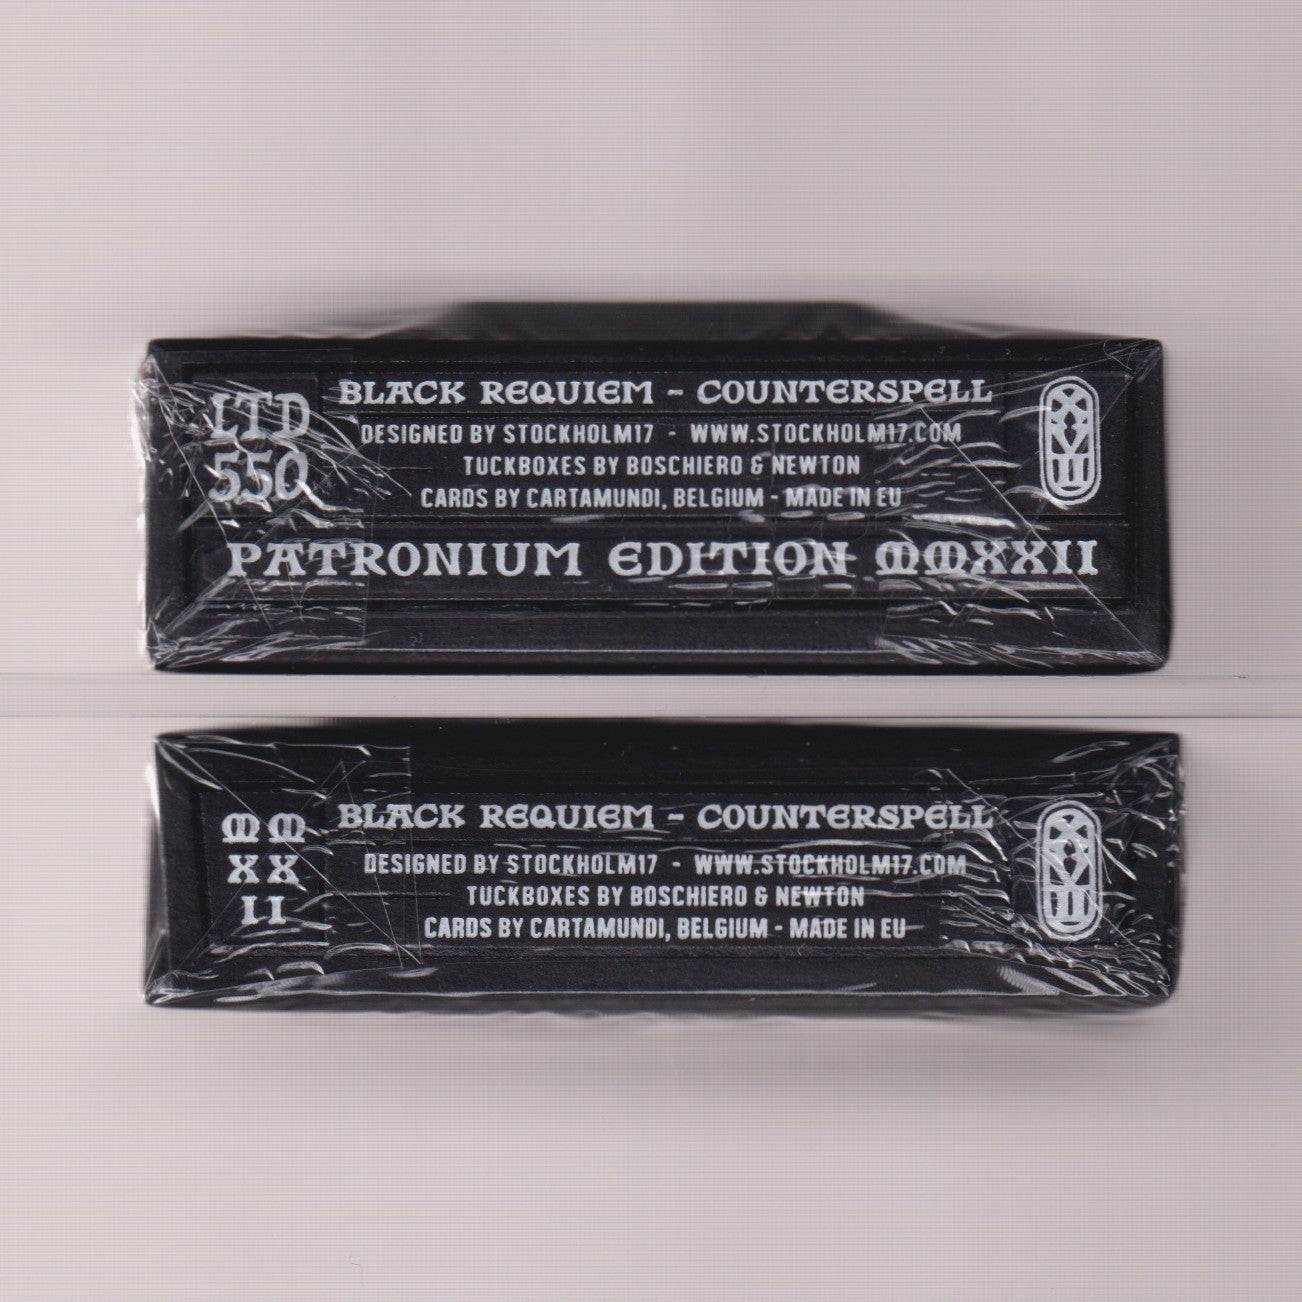 LTD
550
BLACK REQUIEM - COUNTERSPELL
DESIGNED BY STOCKHOLM17 - WWW.STOCKHOLM17.COM
TUCKBOXES BY BOSCHIERO & NEWTON
CARDS BY CARTAMUNDI, BELGIUM - MADE IN EU
XVII
PATRONIUM EDITION MMXXII
MM
XX
II
BLACK REQUIEM - COUNTERSPELL
DESIGNED BY STOCKHOLM17 - WWW.STOCKHOLM17.COM
TUCKBOXES BY BOSCHIERO & NEWTON
CARDS BY CARTAMUNDI, BELGIUM - MADE IN EU
XVII